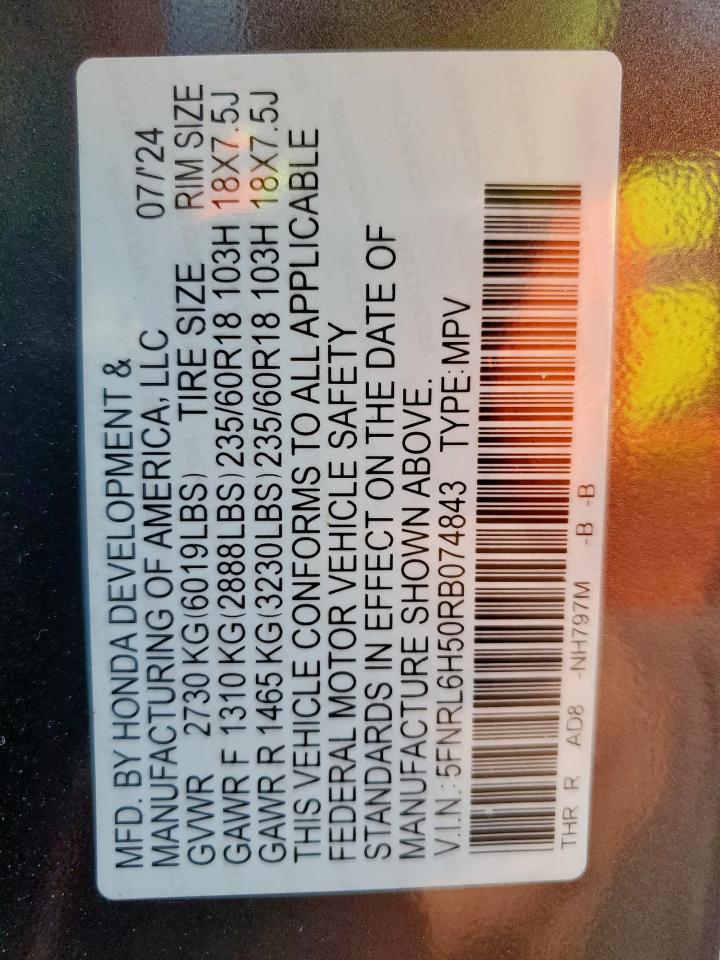 MFD. BY HONDA DEVELOPMENT &
MANUFACTURING OF AMERICA, LLC 07/'24
GVWR 2730 KG (6019LBS) TIRE SIZE RIM SIZE
GAWR F 1310 KG (2888LBS) 235/60R18 103H 18X7.5J
GAWR R 1465 KG (3230LBS) 235/60R18 103H 18X7.5J
THIS VEHICLE CONFORMS TO ALL APPLICABLE
FEDERAL MOTOR VEHICLE SAFETY
STANDARDS IN EFFECT ON THE DATE OF
MANUFACTURE SHOWN ABOVE.
V.I.N.: 5FNRL6H50RB074843 TYPE: MPV
THR R AD8 -NH797M -B -B